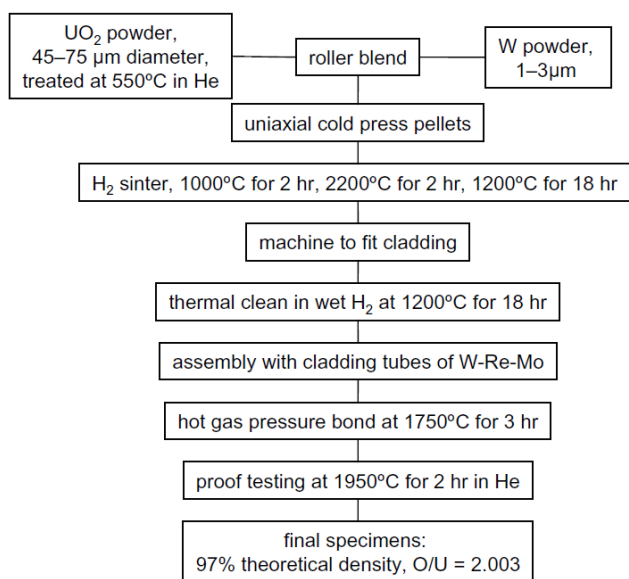 UO₂ powder,
45–75 µm diameter,
treated at 550ºC in He
roller blend
W powder,
1–3µm
uniaxial cold press pellets
H₂ sinter, 1000ºC for 2 hr, 2200ºC for 2 hr, 1200ºC for 18 hr
machine to fit cladding
thermal clean in wet H₂ at 1200ºC for 18 hr
assembly with cladding tubes of W-Re-Mo
hot gas pressure bond at 1750ºC for 3 hr
proof testing at 1950ºC for 2 hr in He
final specimens:
97% theoretical density, O/U = 2.003